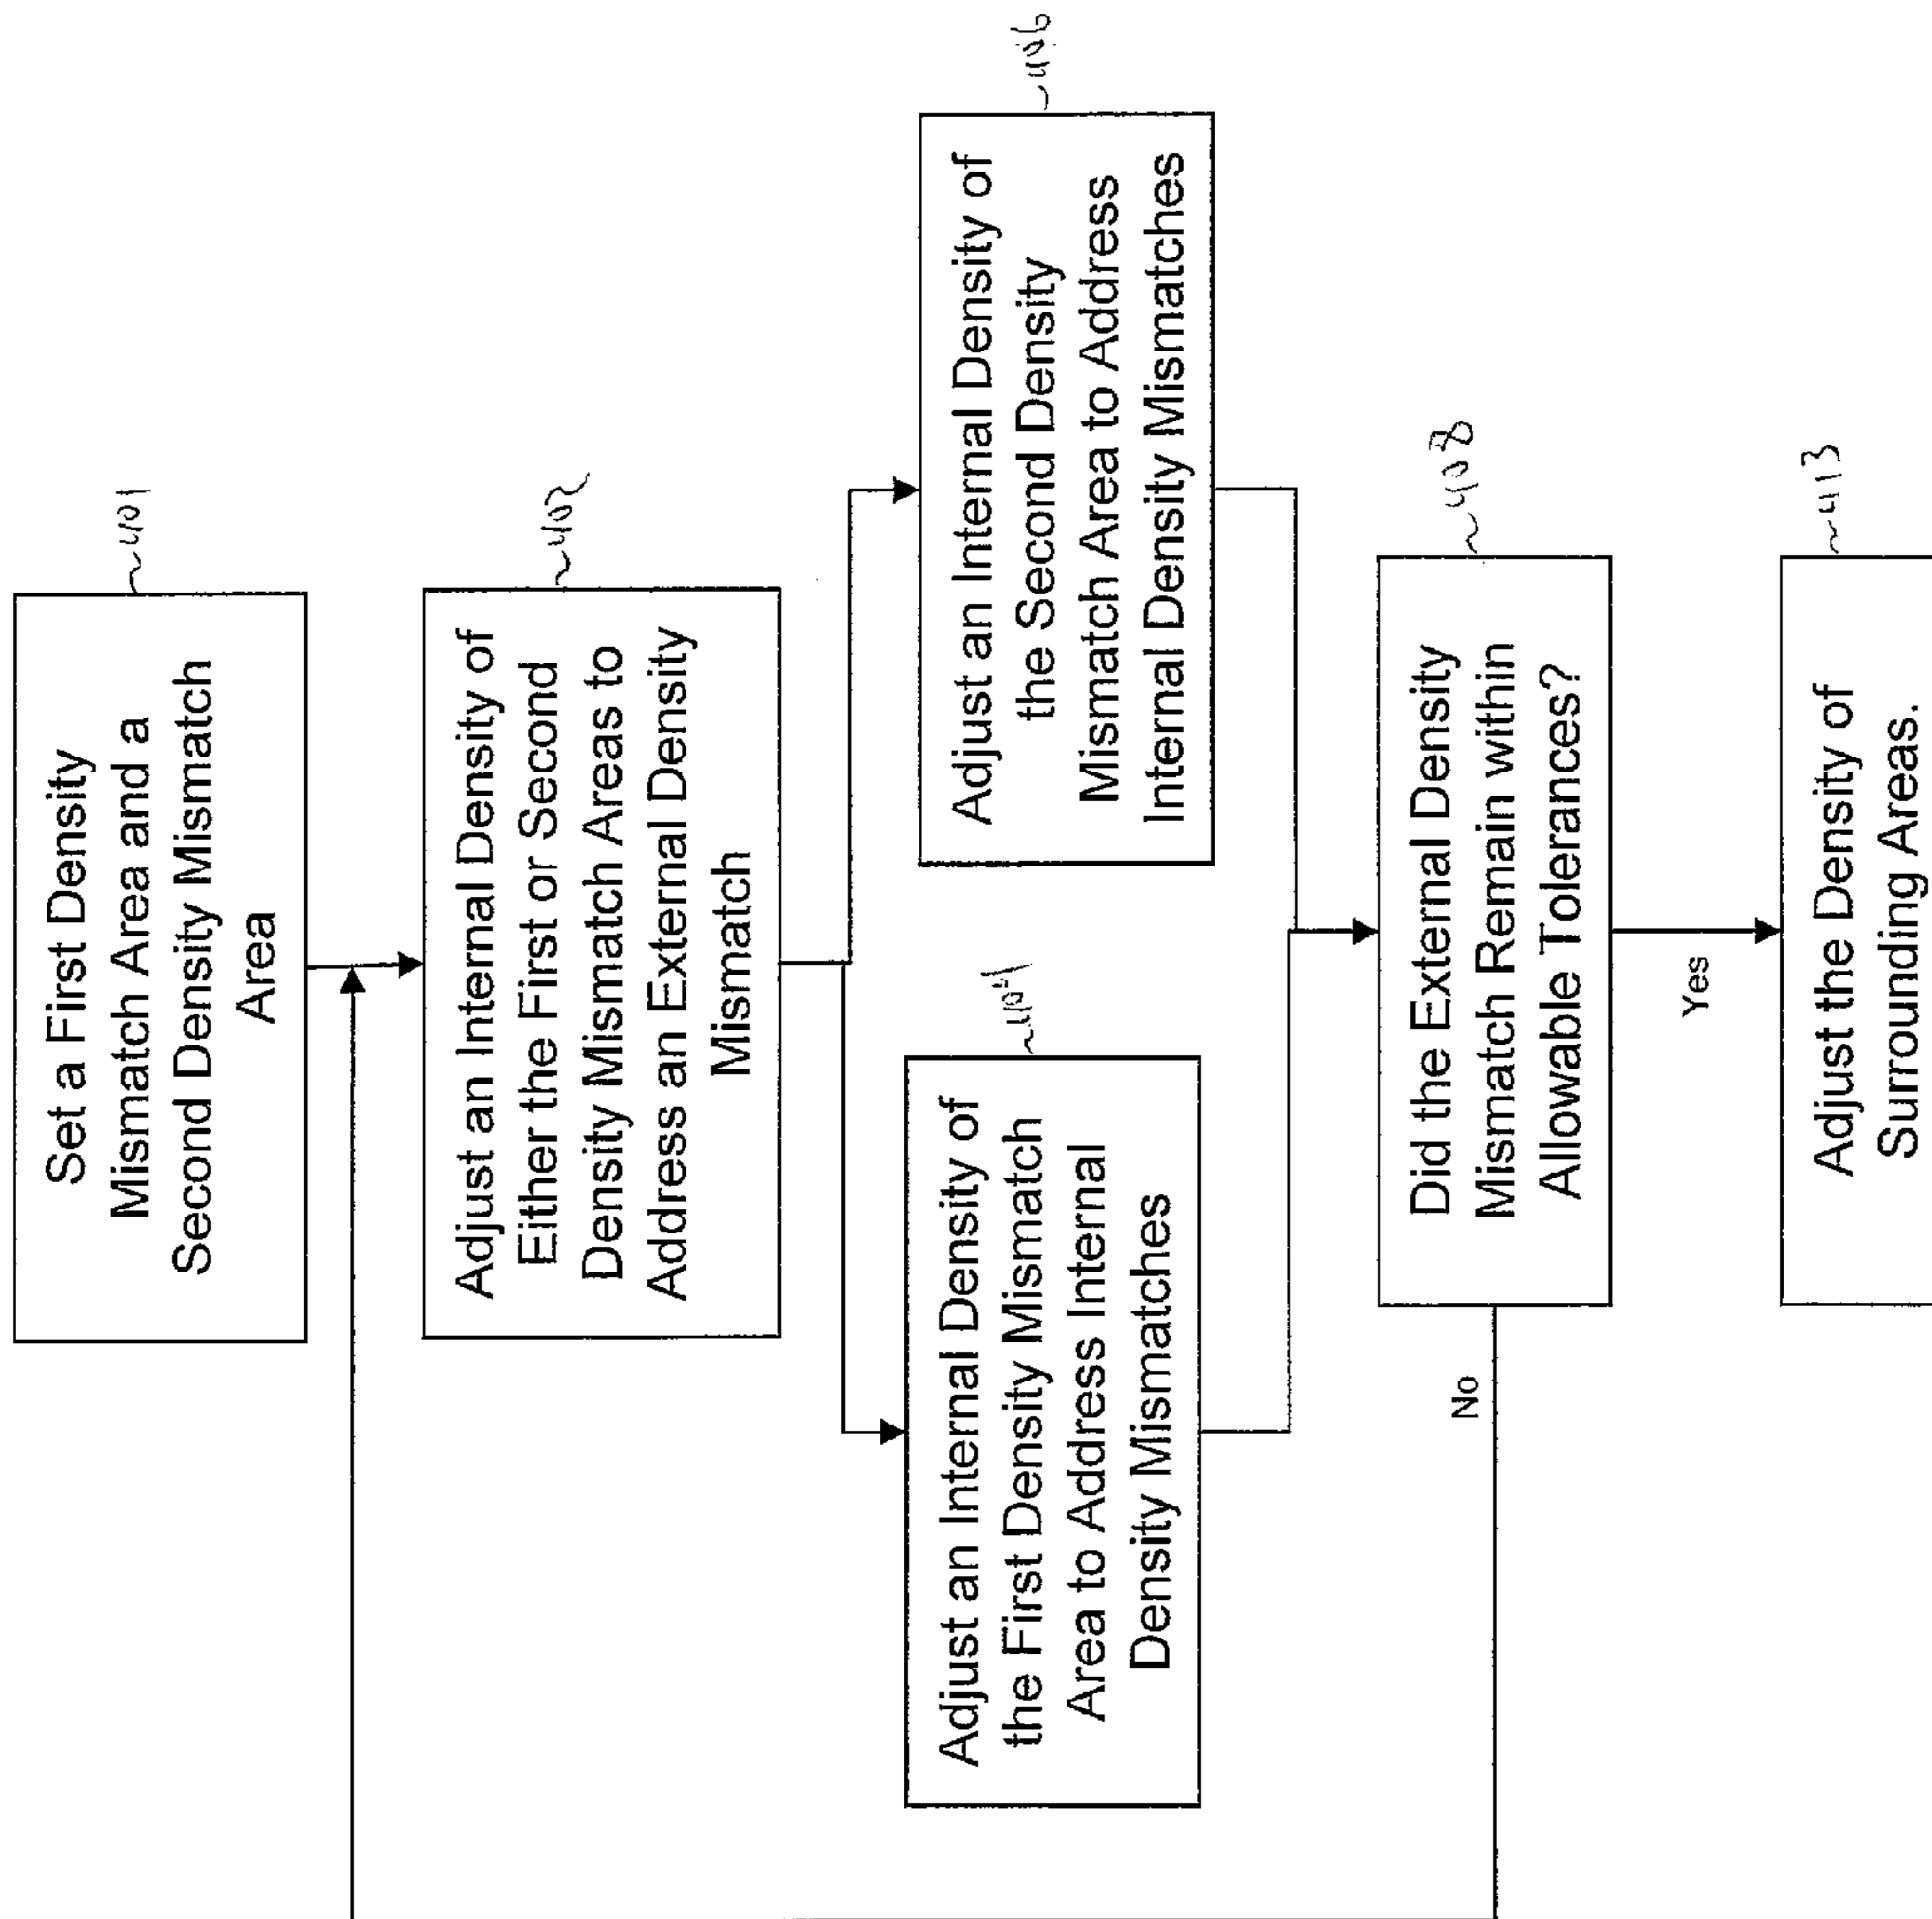 Set a First Density
Mismatch Area and a
Second Density Mismatch
Area
~401
Adjust an Internal Density of
Either the First or Second
Density Mismatch Areas to
Address an External Density
Mismatch
~402
Adjust an Internal Density of
the First Density Mismatch
Area to Address Internal
Density Mismatches
~404
Adjust an Internal Density of
the Second Density
Mismatch Area to Address
Internal Density Mismatches
~406
Did the External Density
Mismatch Remain within
Allowable Tolerances?
~408
No
Yes
Adjust the Density of
Surrounding Areas.
~413